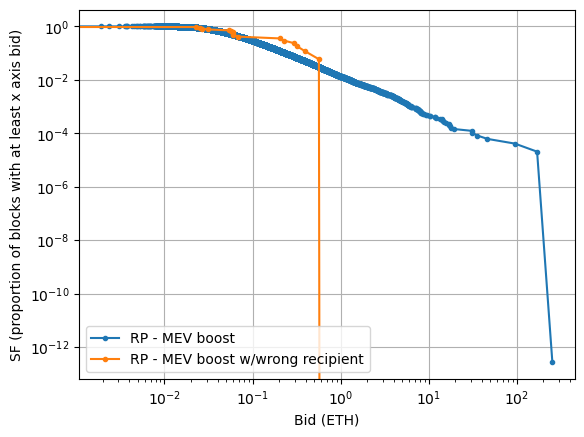 SF (proportion of blocks with at least x axis bid)
10⁰
10⁻²
10⁻⁴
10⁻⁶
10⁻⁸
10⁻¹⁰
10⁻¹²
RP - MEV boost
RP - MEV boost w/wrong recipient
10⁻² 10⁻¹ 10⁰ 10¹ 10²
Bid (ETH)